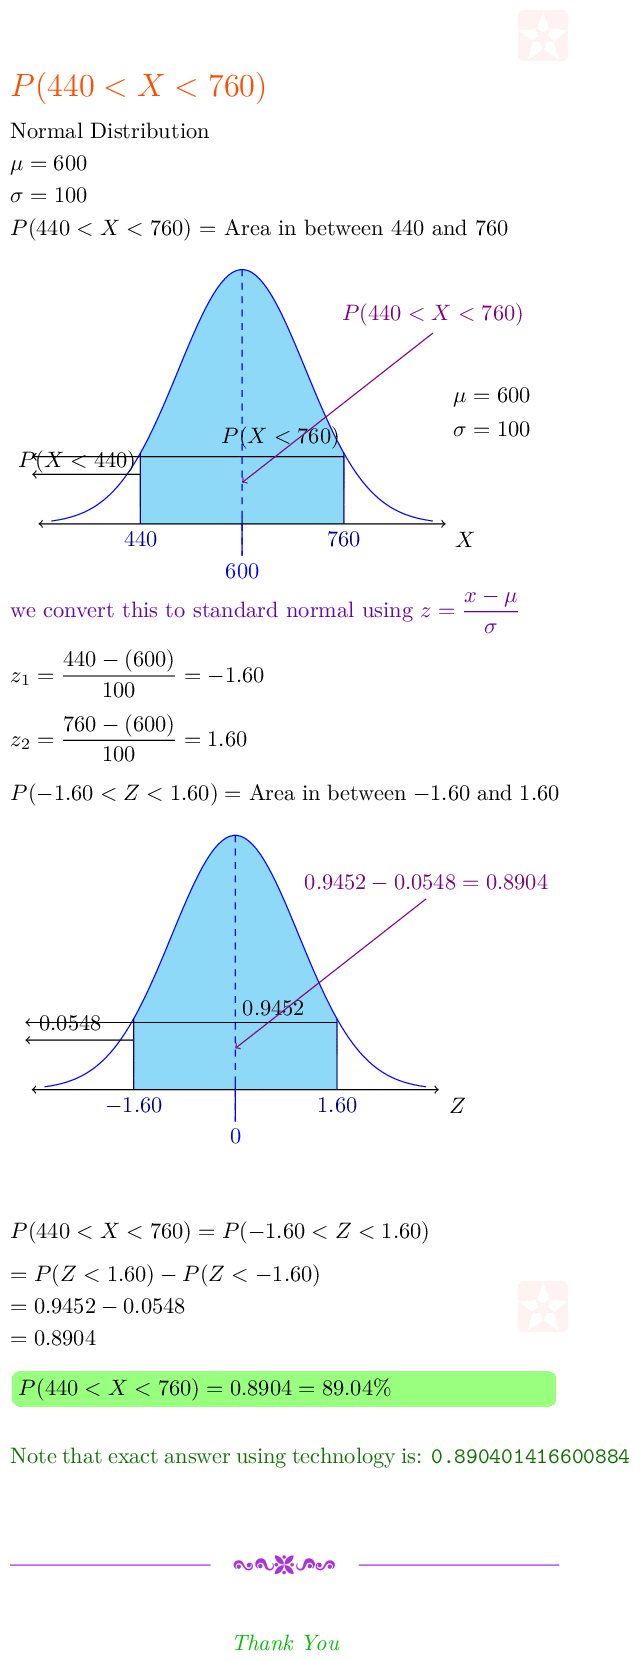 P(440 < X < 760)
Normal Distribution
μ = 600
σ = 100
P(440 < X < 760) = Area in between 440 and 760
P(440 < X < 760)
μ = 600
σ = 100
P(X < 760)
P(X < 440)
440
760
X
600
we convert this to standard normal using z = (x − μ)/σ
z₁ = (440 − (600))/100 = −1.60
z₂ = (760 − (600))/100 = 1.60
P(−1.60 < Z < 1.60) = Area in between −1.60 and 1.60
0.9452 − 0.0548 = 0.8904
0.9452
0.0548
−1.60
1.60
Z
0
P(440 < X < 760) = P(−1.60 < Z < 1.60)
= P(Z < 1.60) − P(Z < −1.60)
= 0.9452 − 0.0548
= 0.8904
P(440 < X < 760) = 0.8904 = 89.04%
Note that exact answer using technology is: 0.890401416600884
Thank You